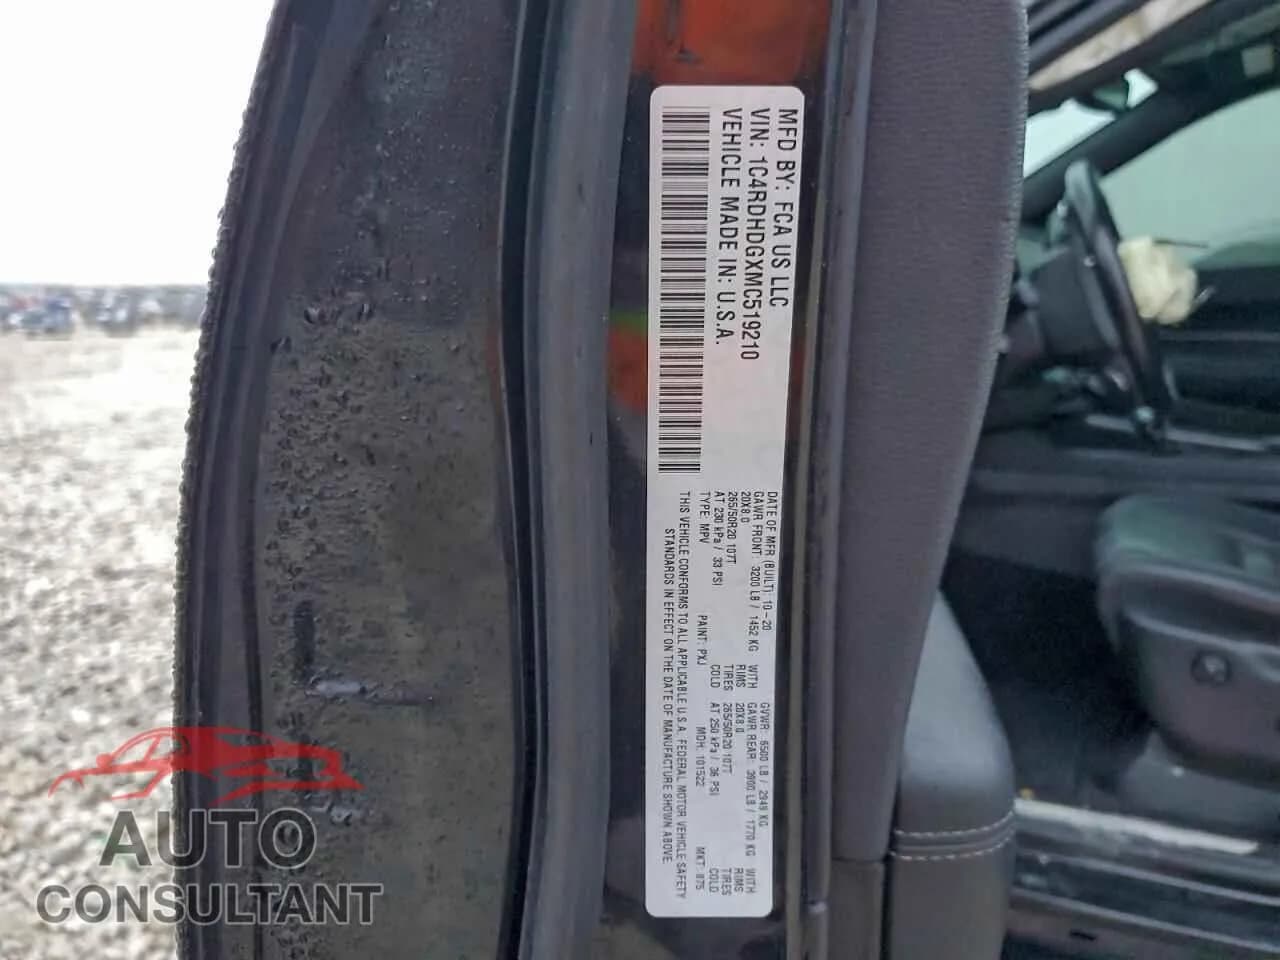 MFD BY: FCA US LLC
VIN: 1C4RDHDGXMC519210
VEHICLE MADE IN: U.S.A.
DATE OF MFR (BUILT): 10-20 GVWR: 6500 LB / 2949 KG
GAWR FRONT: 3200 LB / 1452 KG WITH GAWR REAR: 3900 LB / 1770 KG WITH
20X8.0 RIMS 20X8.0 RIMS
265/50R20 107T TIRES 265/50R20 107T TIRES
AT 230 kPa / 33 PSI COLD AT 250 kPa / 36 PSI COLD
TYPE: MPV PAINT: PXJ MDH: 101522 MKT: 875
THIS VEHICLE CONFORMS TO ALL APPLICABLE U.S.A. FEDERAL MOTOR VEHICLE SAFETY
STANDARDS IN EFFECT ON THE DATE OF MANUFACTURE SHOWN ABOVE.
AUTO
CONSULTANT